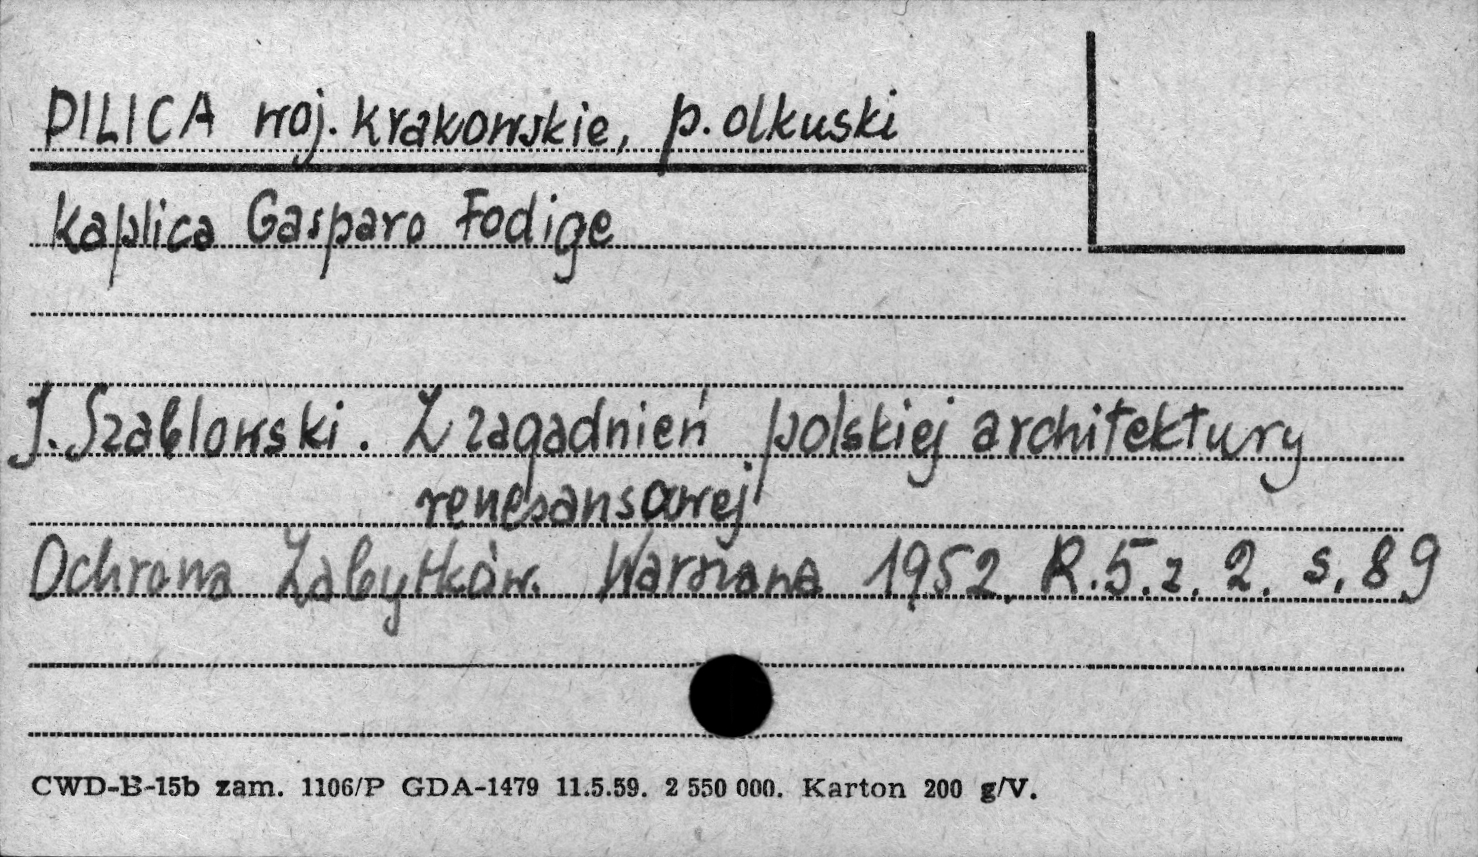 PILICA woj. krakowskie, p. olkuski
Kaplica Gasparo Fodige
J. Szablowski. Z zagadnień polskiej architektury
renesansowej
Ochrona Zabytków. Warszawa 1952. R.5. z. 2. s. 89
CWD-B-15b zam. 1106/P GDA-1479 11.5.59. 2 550 000. Karton 200 g/V.